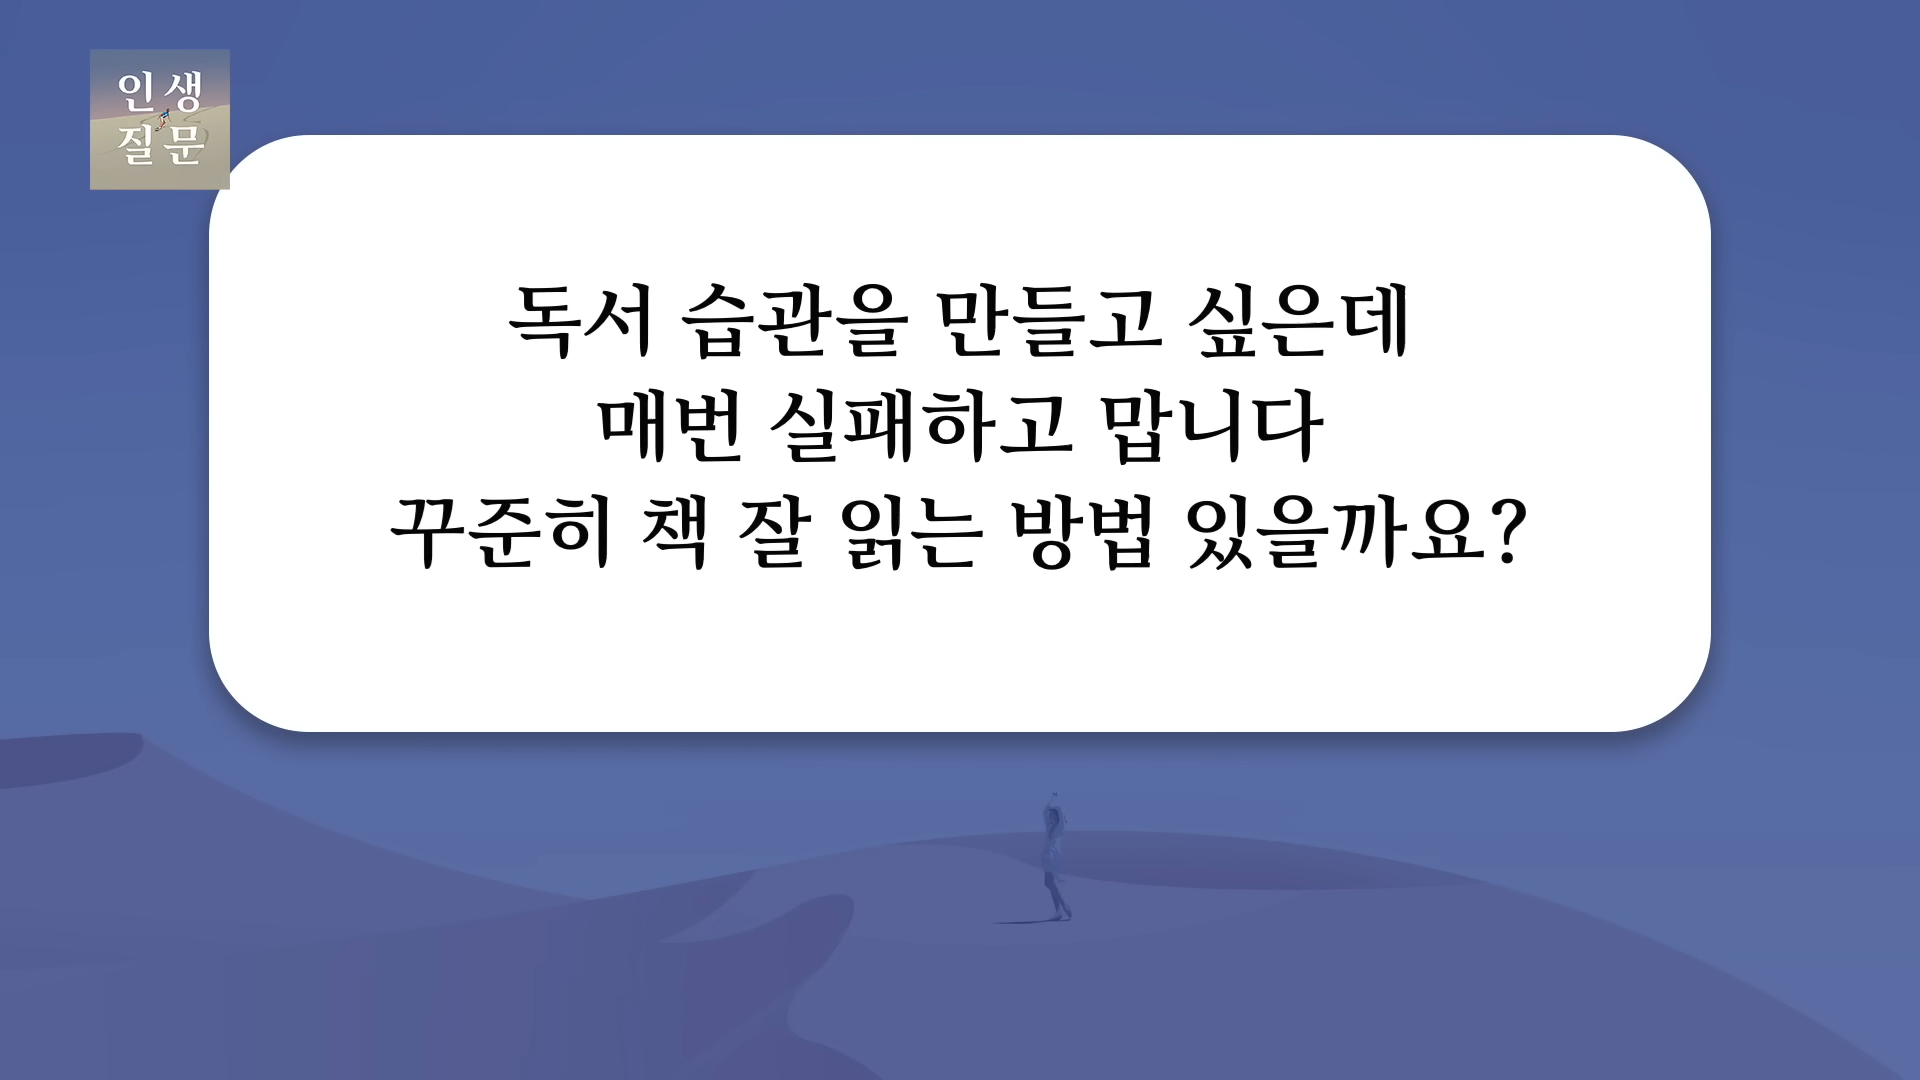 인생
질문
독서 습관을 만들고 싶은데
매번 실패하고 맙니다
꾸준히 책 잘 읽는 방법 있을까요?